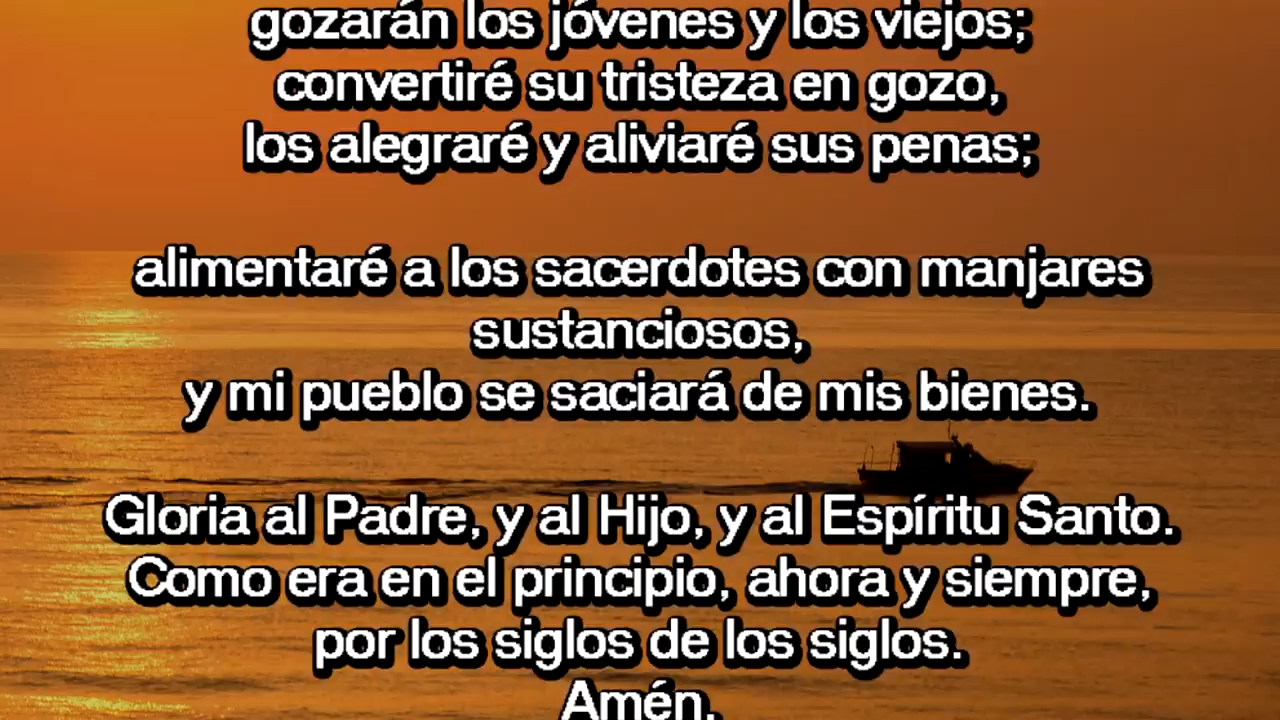 gozarán los jóvenes y los viejos;
convertiré su tristeza en gozo,
los alegraré y aliviaré sus penas;
alimentaré a los sacerdotes con manjares
sustanciosos,
y mi pueblo se saciará de mis bienes.
Gloria al Padre, y al Hijo, y al Espíritu Santo.
Como era en el principio, ahora y siempre,
por los siglos de los siglos.
Amén.